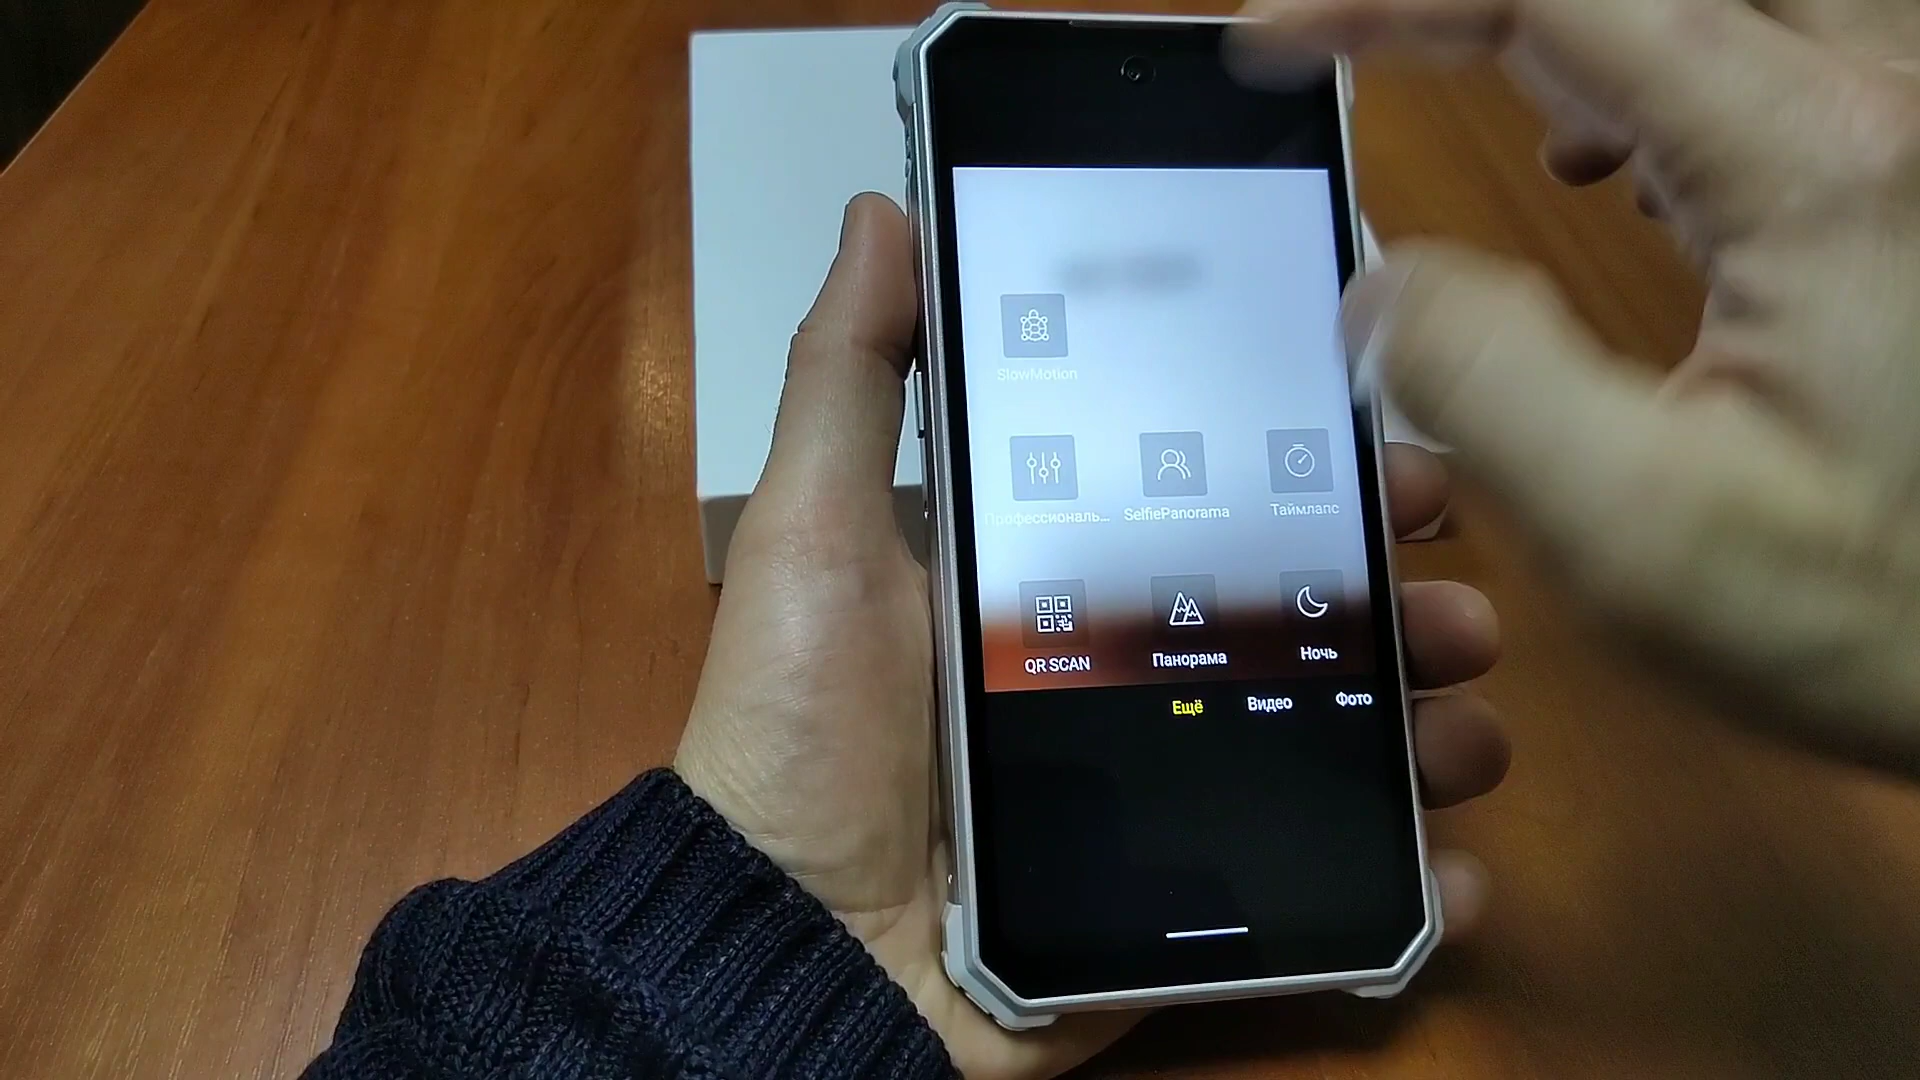 SlowMotion
Профессиональ...
SelfiePanorama
Таймлапс
QR SCAN
Панорама
Ночь
Ещё
Видео
Фото